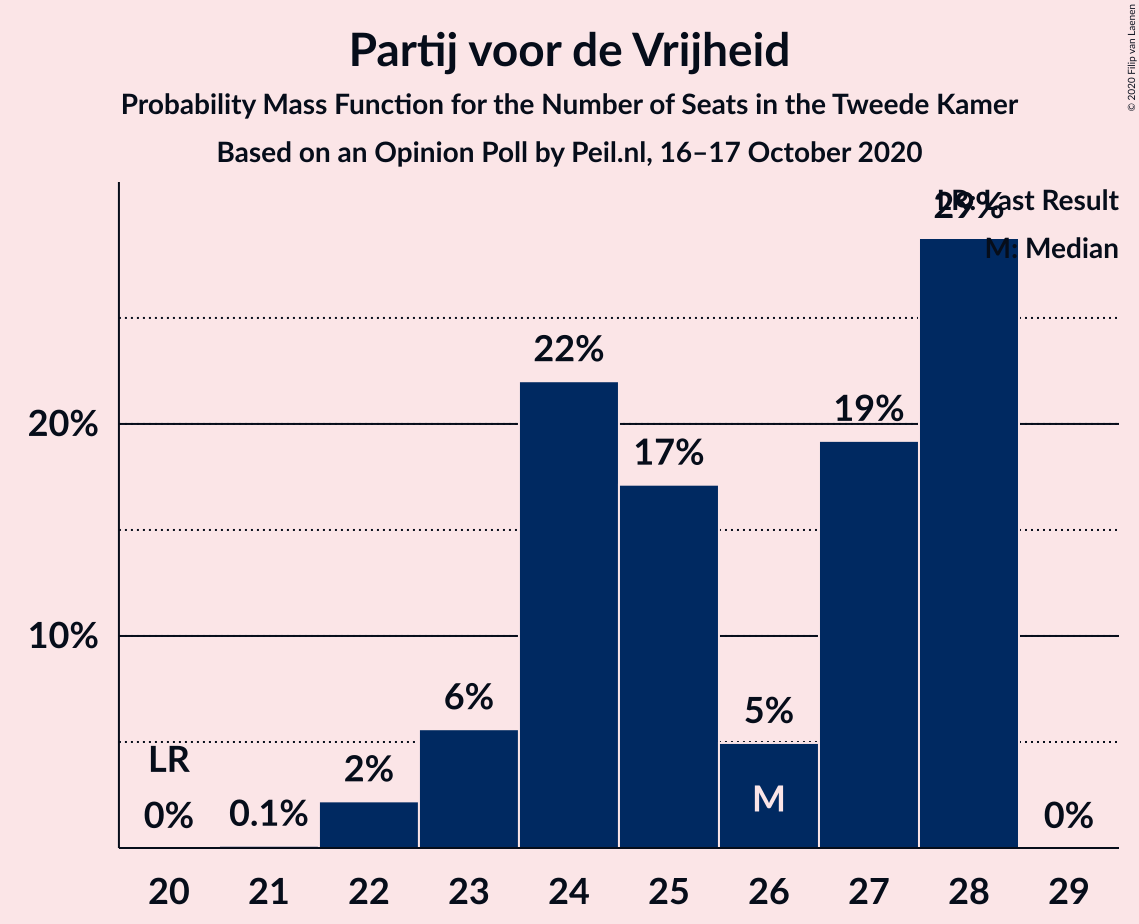 Partij voor de Vrijheid
Probability Mass Function for the Number of Seats in the Tweede Kamer
Based on an Opinion Poll by Peil.nl, 16–17 October 2020
© 2020 Filip van Laenen
LR: Last Result
M: Median
29%
22%
20%
19%
17%
10%
6%
5%
LR
2%
M
0%
0.1%
0%
20 21 22 23 24 25 26 27 28 29